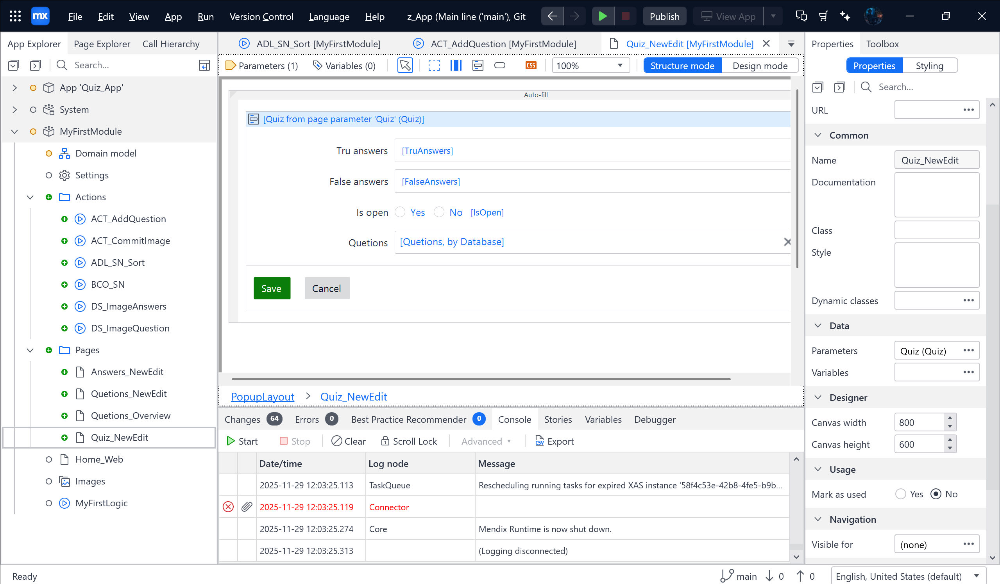 mx File Edit View App Run Version Control Language Help z_App (Main line ('main'), Git Publish View App
App Explorer Page Explorer Call Hierarchy
Search...
App 'Quiz_App'
System
MyFirstModule
Domain model
Settings
Actions
ACT_AddQuestion
ACT_CommitImage
ADL_SN_Sort
BCO_SN
DS_ImageAnswers
DS_ImageQuestion
Pages
Answers_NewEdit
Quetions_NewEdit
Quetions_Overview
Quiz_NewEdit
Home_Web
Images
MyFirstLogic
ADL_SN_Sort [MyFirstModule] ACT_AddQuestion [MyFirstModule] Quiz_NewEdit [MyFirstModule]
Parameters (1) Variables (0) CSS 100% Structure mode Design mode
Auto-fill
[Quiz from page parameter 'Quiz' (Quiz)]
Tru answers [TruAnswers]
False answers [FalseAnswers]
Is open Yes No [IsOpen]
Quetions [Quetions, by Database]
Save Cancel
PopupLayout > Quiz_NewEdit
Changes 64 Errors 0 Best Practice Recommender 0 Console Stories Variables Debugger
Start Stop Clear Scroll Lock Advanced CSV Export
Date/time Log node Message
2025-11-29 12:03:25.113 TaskQueue Rescheduling running tasks for expired XAS instance '58f4c53e-42b8-4fe5-b9b...
2025-11-29 12:03:25.119 Connector
2025-11-29 12:03:25.274 Core Mendix Runtime is now shut down.
2025-11-29 12:03:25.313 (Logging disconnected)
Properties Toolbox
Properties Styling
Search...
URL ...
Common
Name Quiz_NewEdit
Documentation
Class
Style
Dynamic classes ...
Data
Parameters Quiz (Quiz) ...
Variables ...
Designer
Canvas width 800
Canvas height 600
Usage
Mark as used Yes No
Navigation
Visible for (none) ...
Ready main 0 0 English, United States (default)